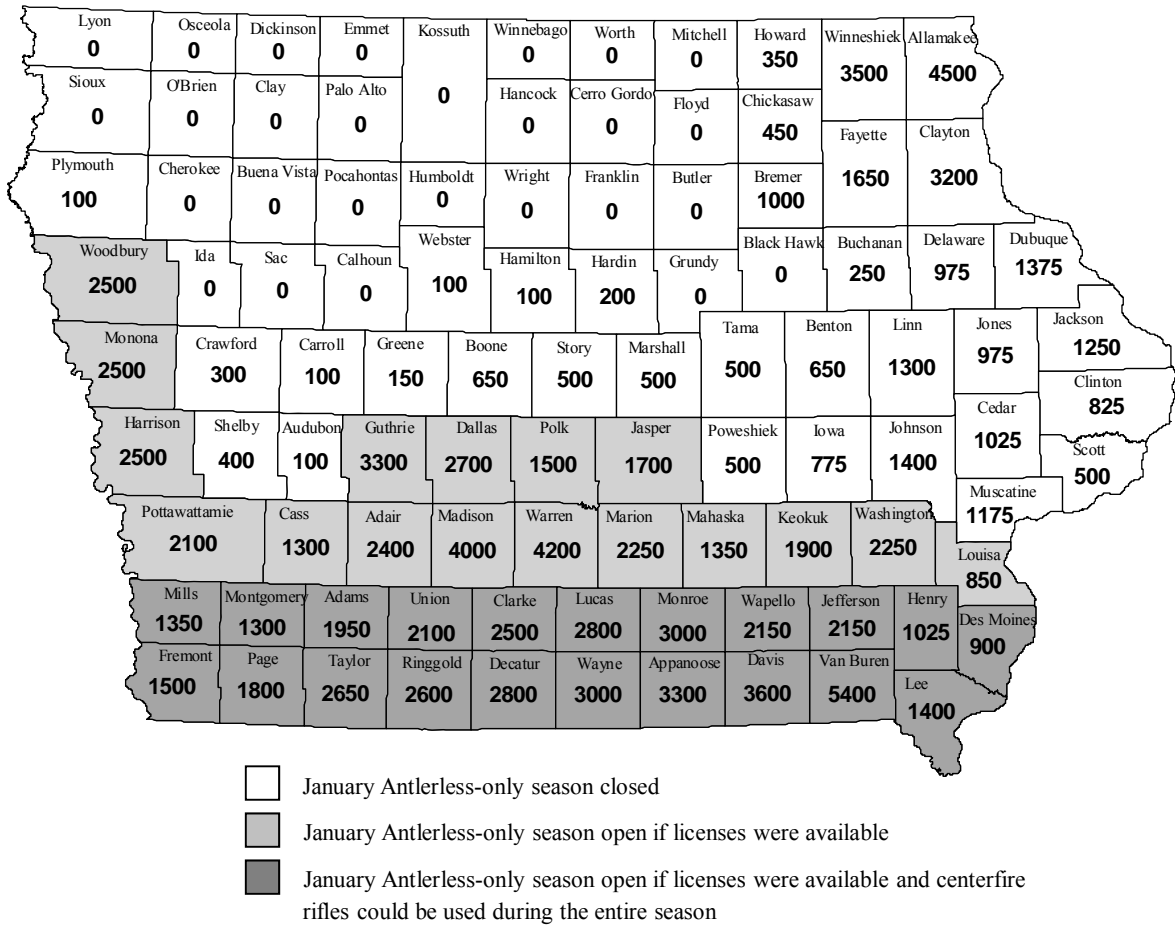 Lyon Osceola Dickinson Emmet Kossuth Winnebago Worth Mitchell Howard Winneshiek Allamakee
0 0 0 0 0 0 0 350 3500 4500
Sioux O'Brien Clay Palo Alto Hancock Cerro Gordo Floyd Chickasaw
0 0 0 0 0 0 0 0 450
Fayette Clayton
1650 3200
Plymouth Cherokee Buena Vista Pocahontas Humboldt Wright Franklin Butler Bremer
100 0 0 0 0 0 0 0 1000
Woodbury Ida Sac Calhoun Webster Hamilton Hardin Grundy Black Hawk Buchanan Delaware Dubuque
2500 0 0 0 100 100 200 0 0 250 975 1375
Monona Crawford Carroll Greene Boone Story Marshall Tama Benton Linn Jones Jackson
2500 300 100 150 650 500 500 500 650 1300 975 1250
Clinton
825
Harrison Shelby Audubon Guthrie Dallas Polk Jasper Poweshiek Iowa Johnson Cedar Scott
2500 400 100 3300 2700 1500 1700 500 775 1400 1025 500
Muscatine
1175
Pottawattamie Cass Adair Madison Warren Marion Mahaska Keokuk Washington Louisa
2100 1300 2400 4000 4200 2250 1350 1900 2250 850
Mills Montgomery Adams Union Clarke Lucas Monroe Wapello Jefferson Henry Des Moines
1350 1300 1950 2100 2500 2800 3000 2150 2150 1025 900
Fremont Page Taylor Ringgold Decatur Wayne Appanoose Davis Van Buren Lee
1500 1800 2650 2600 2800 3000 3300 3600 5400 1400
January Antlerless-only season closed
January Antlerless-only season open if licenses were available
January Antlerless-only season open if licenses were available and centerfire
rifles could be used during the entire season